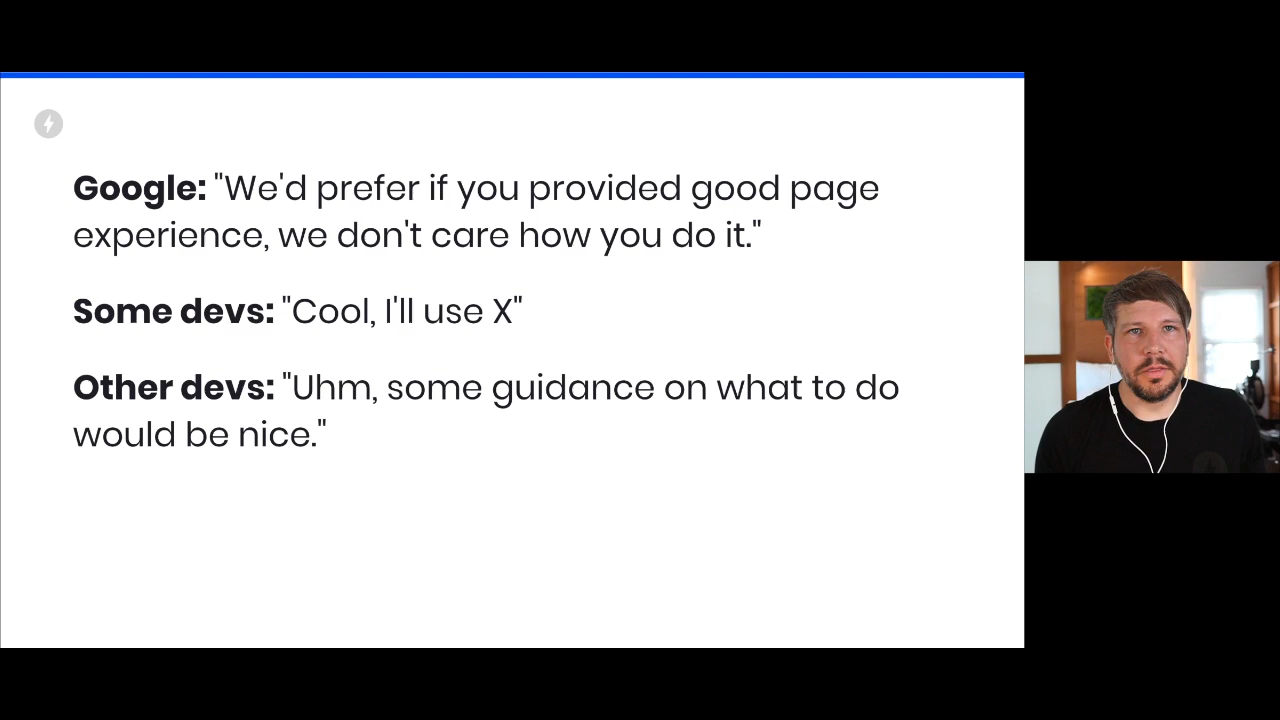 Google: "We'd prefer if you provided good page
experience, we don't care how you do it."
Some devs: "Cool, I'll use X"
Other devs: "Uhm, some guidance on what to do
would be nice."